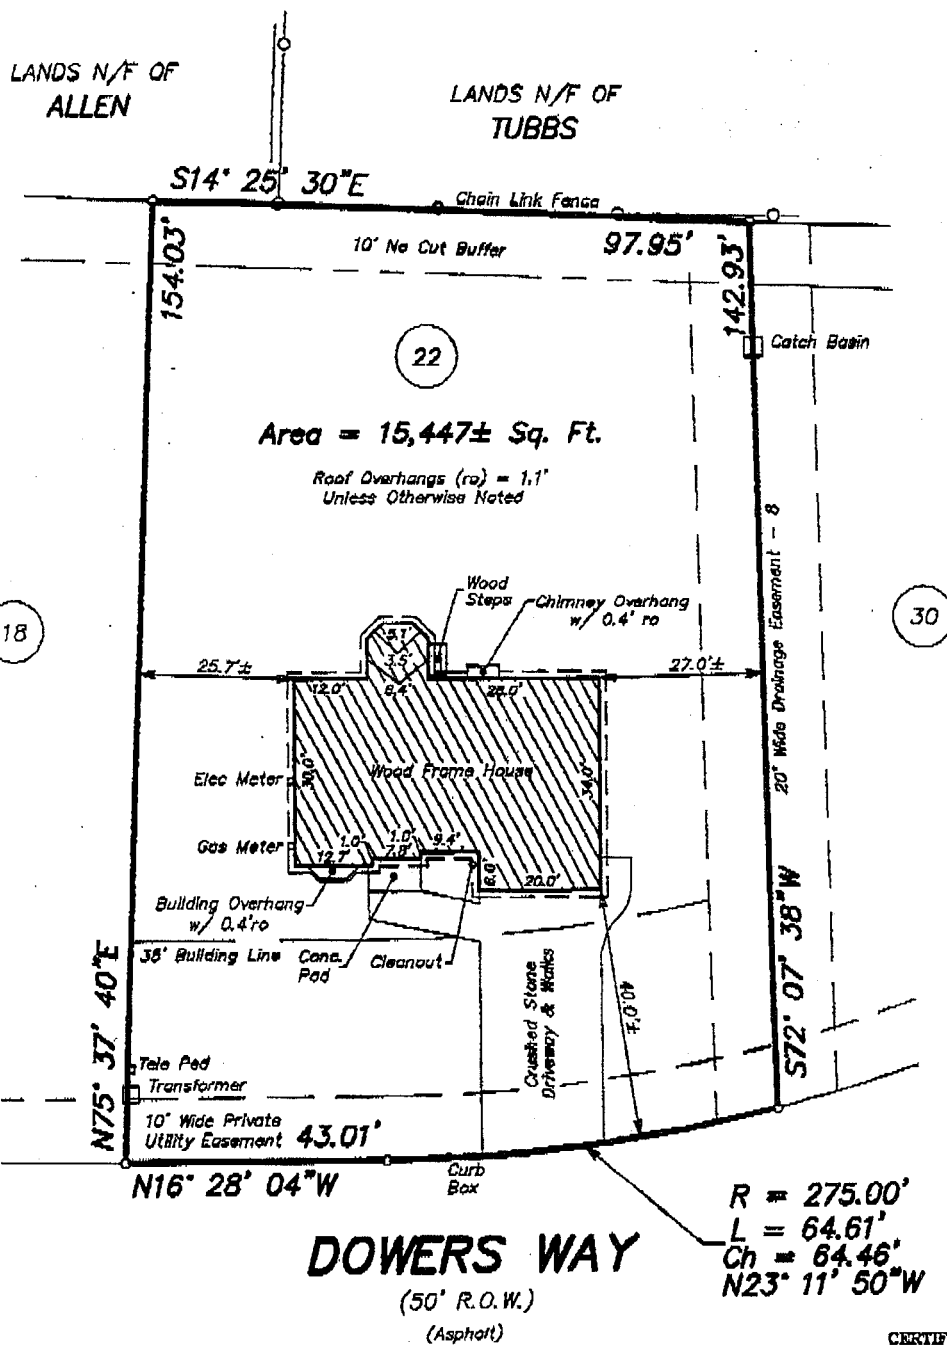 LANDS N/F OF
ALLEN
LANDS N/F OF
TUBBS
S14° 25' 30"E
Chain Link Fence
10' No Cut Buffer
97.95'
154.03'
142.93'
22
Catch Basin
Area = 15,447± Sq. Ft.
Roof Overhangs (ro) = 1.1'
Unless Otherwise Noted
20' Wide Drainage Easement - 8
Wood
Steps
Chimney Overhang
w/ 0.4' ro
18
30
5.1'
3.5'
25.7'±
27.0'±
12.0'
8.4'
28.0'
Wood Frame House
Elec Meter
30.0'
34.0'
Gas Meter
1.0'
1.0'
9.4'
12.7'
7.8'
6.0'
20.0'
Building Overhang
w/ 0.4'ro
38' Building Line
Conc.
Pad
Cleanout
Crushed Stone
Driveway & Walks
40.0'±
N75° 37' 40"E
S72° 07' 38"W
Tele Ped
Transformer
10' Wide Private
Utility Easement
43.01'
N16° 28' 04"W
Curb
Box
R = 275.00'
L = 64.61'
Ch = 64.46'
N23° 11' 50"W
DOWERS WAY
(50' R.O.W.)
(Asphalt)
CERTIF